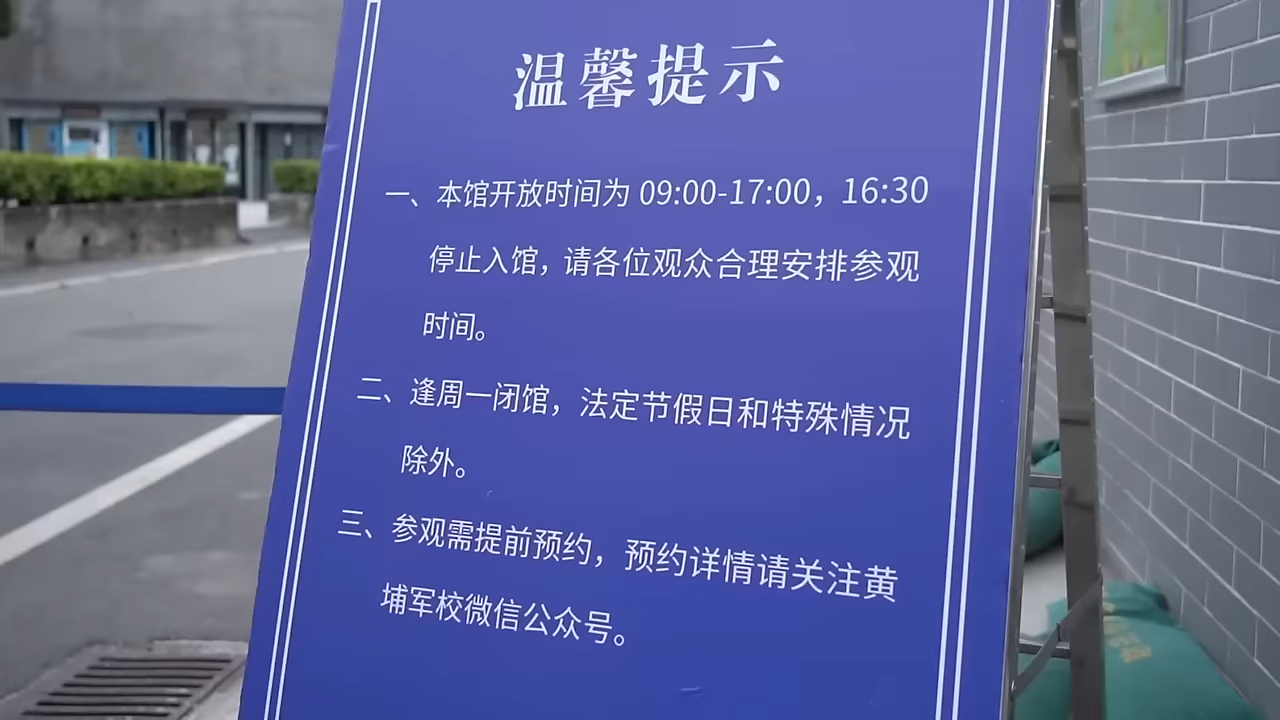 温馨提示
一、本馆开放时间为 09:00-17:00，16:30
停止入馆，请各位观众合理安排参观
时间。
二、逢周一闭馆，法定节假日和特殊情况
除外。
三、参观需提前预约，预约详情请关注黄
埔军校微信公众号。